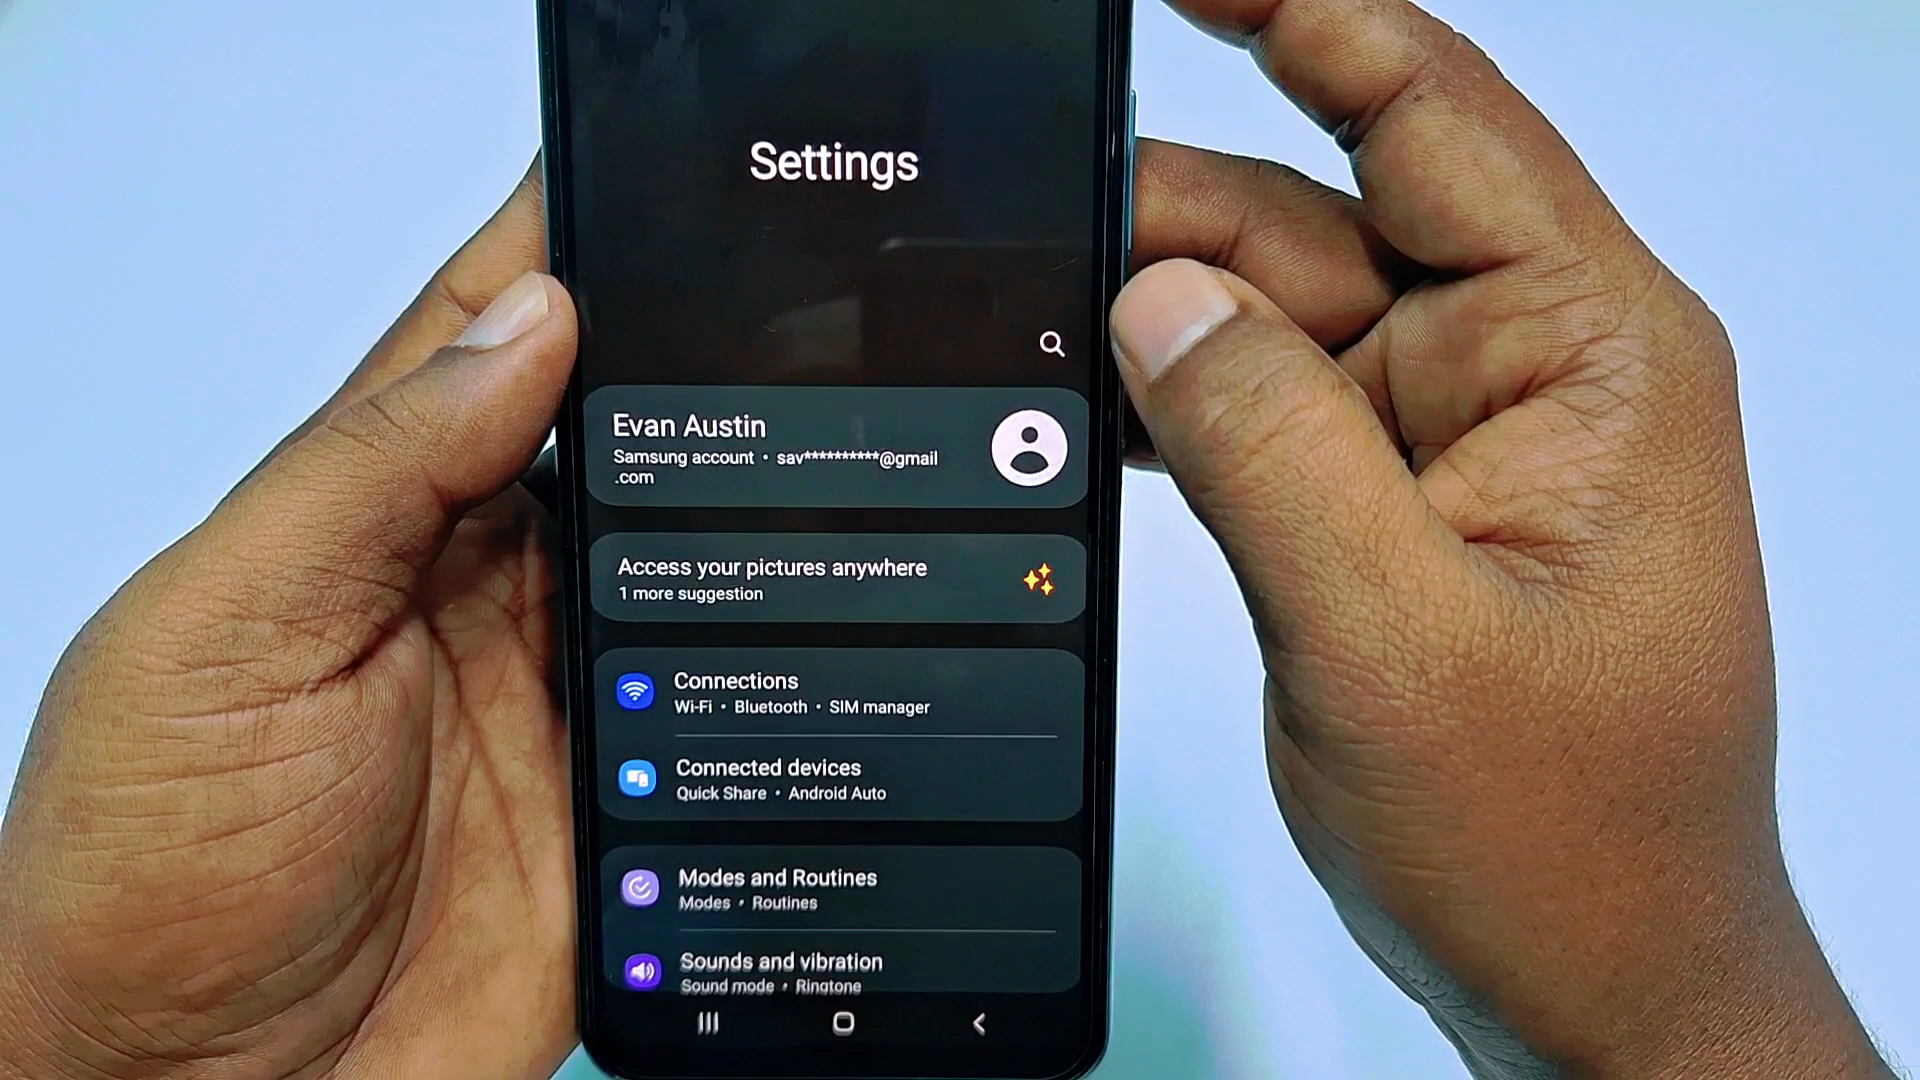 Settings
Evan Austin
Samsung account • sav**********@gmail
.com
Access your pictures anywhere
1 more suggestion
Connections
Wi-Fi • Bluetooth • SIM manager
Connected devices
Quick Share • Android Auto
Modes and Routines
Modes • Routines
Sounds and vibration
Sound mode • Ringtone